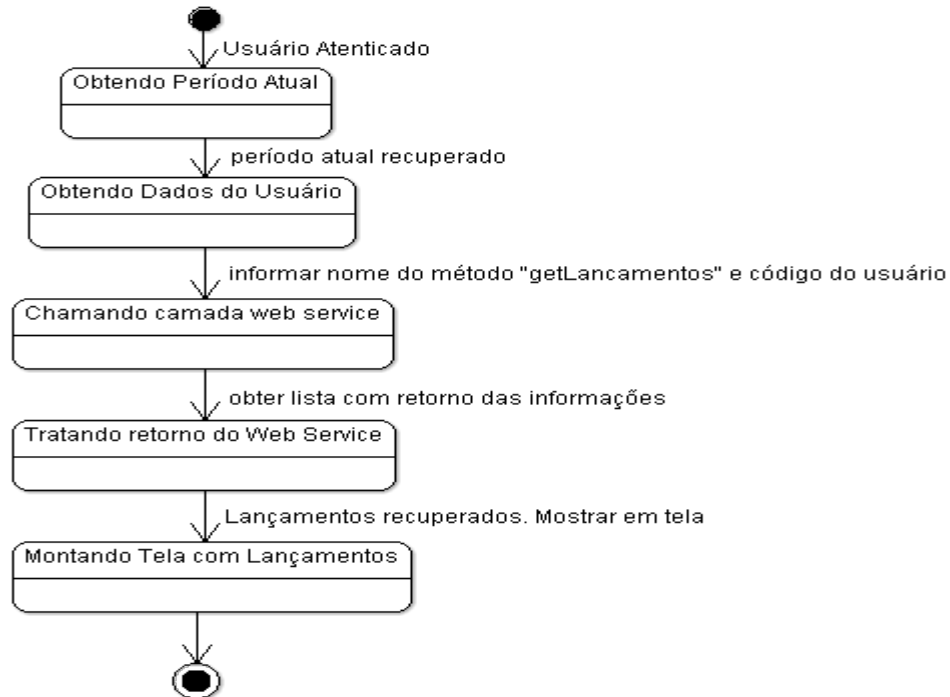 Usuário Atenticado
Obtendo Período Atual
período atual recuperado
Obtendo Dados do Usuário
informar nome do método "getLancamentos" e código do usuário
Chamando camada web service
obter lista com retorno das informações
Tratando retorno do Web Service
Lançamentos recuperados. Mostrar em tela
Montando Tela com Lançamentos